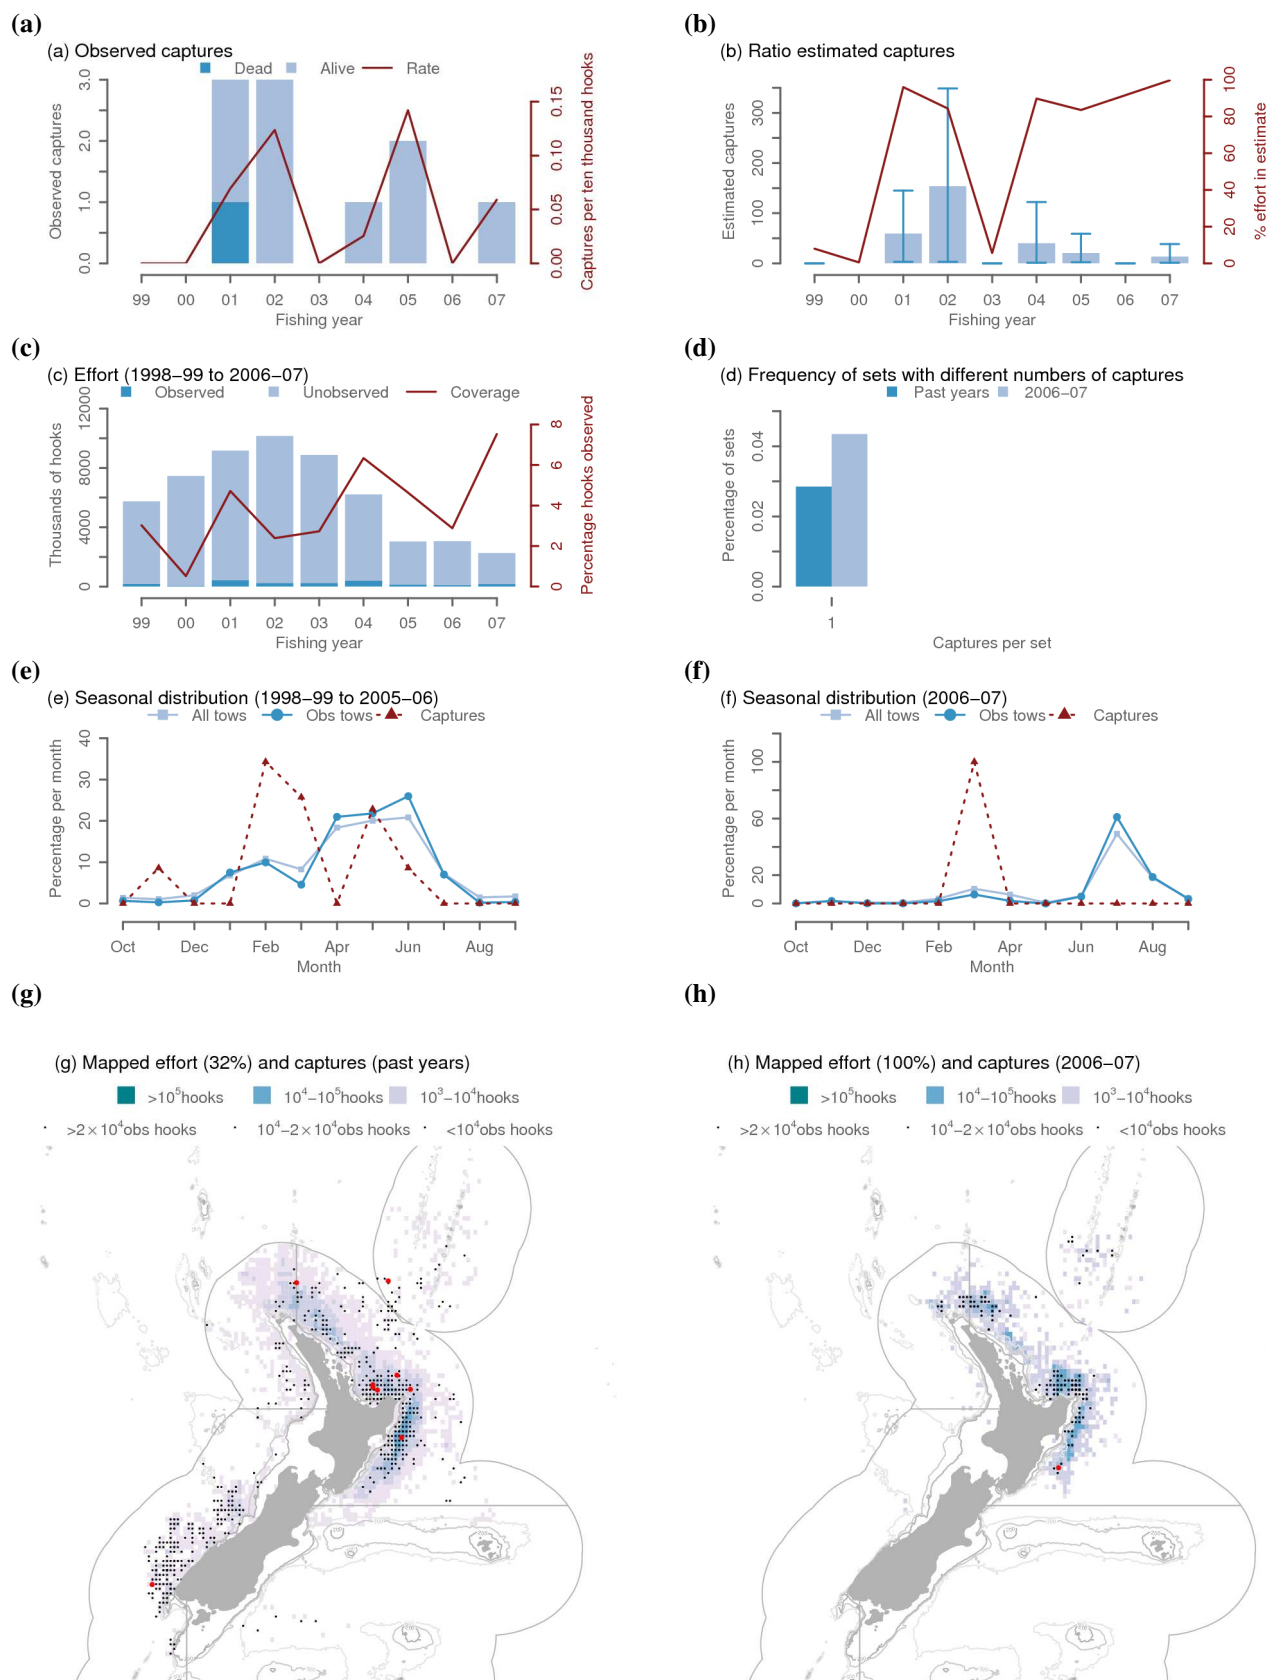 (a)
(a) Observed captures
Dead Alive Rate
Observed captures
0.0 1.0 2.0 3.0
Captures per ten thousand hooks
0.00 0.05 0.10 0.15
99 00 01 02 03 04 05 06 07
Fishing year
(b)
(b) Ratio estimated captures
Estimated captures
0 100 200 300
% effort in estimate
0 20 40 60 80 100
99 00 01 02 03 04 05 06 07
Fishing year
(c)
(c) Effort (1998–99 to 2006–07)
Observed Unobserved Coverage
Thousands of hooks
0 4000 8000 12000
Percentage hooks observed
0 2 4 6 8
99 00 01 02 03 04 05 06 07
Fishing year
(d)
(d) Frequency of sets with different numbers of captures
Past years 2006–07
Percentage of sets
0.00 0.02 0.04
1
Captures per set
(e)
(e) Seasonal distribution (1998–99 to 2005–06)
All tows Obs tows Captures
Percentage per month
0 10 20 30 40
Oct Dec Feb Apr Jun Aug
Month
(f)
(f) Seasonal distribution (2006–07)
All tows Obs tows Captures
Percentage per month
0 20 60 100
Oct Dec Feb Apr Jun Aug
Month
(g)
(g) Mapped effort (32%) and captures (past years)
>10⁵hooks 10⁴–10⁵hooks 10³–10⁴hooks
>2×10⁴obs hooks 10⁴–2×10⁴obs hooks <10⁴obs hooks
(h)
(h) Mapped effort (100%) and captures (2006–07)
>10⁵hooks 10⁴–10⁵hooks 10³–10⁴hooks
>2×10⁴obs hooks 10⁴–2×10⁴obs hooks <10⁴obs hooks